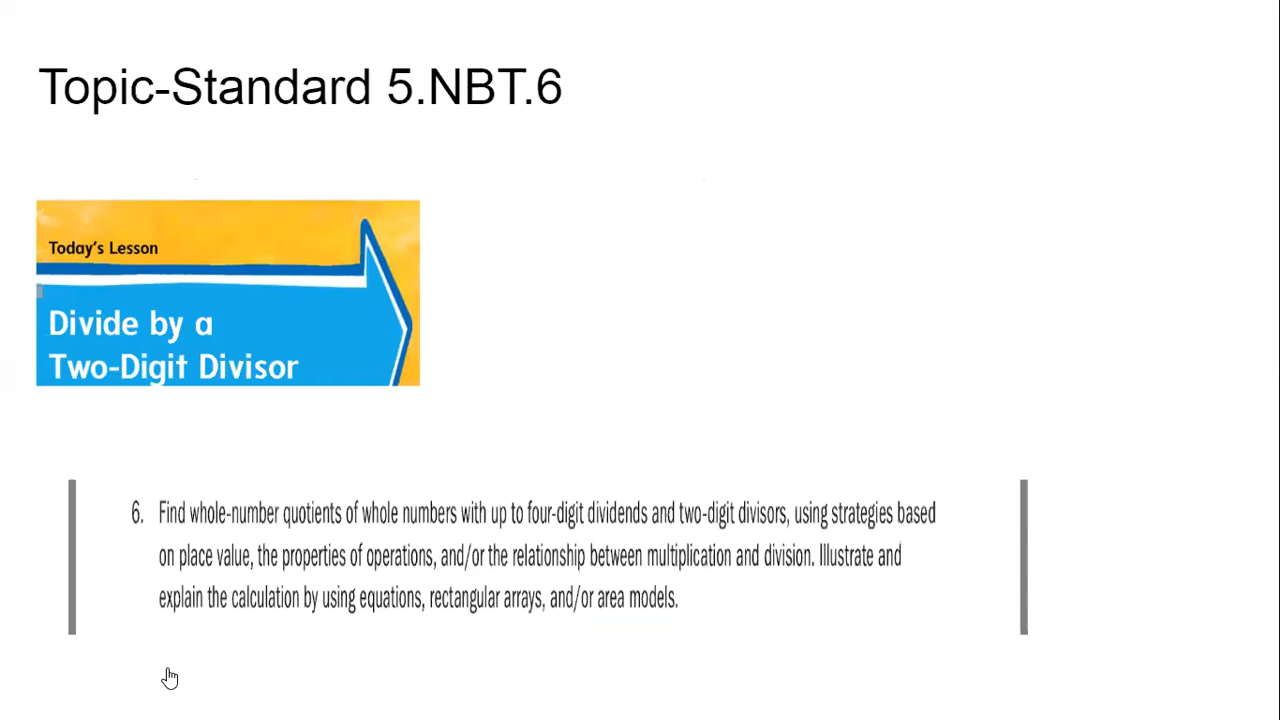 Topic-Standard 5.NBT.6
Today's Lesson
Divide by a
Two-Digit Divisor
6. Find whole-number quotients of whole numbers with up to four-digit dividends and two-digit divisors, using strategies based
on place value, the properties of operations, and/or the relationship between multiplication and division. Illustrate and
explain the calculation by using equations, rectangular arrays, and/or area models.